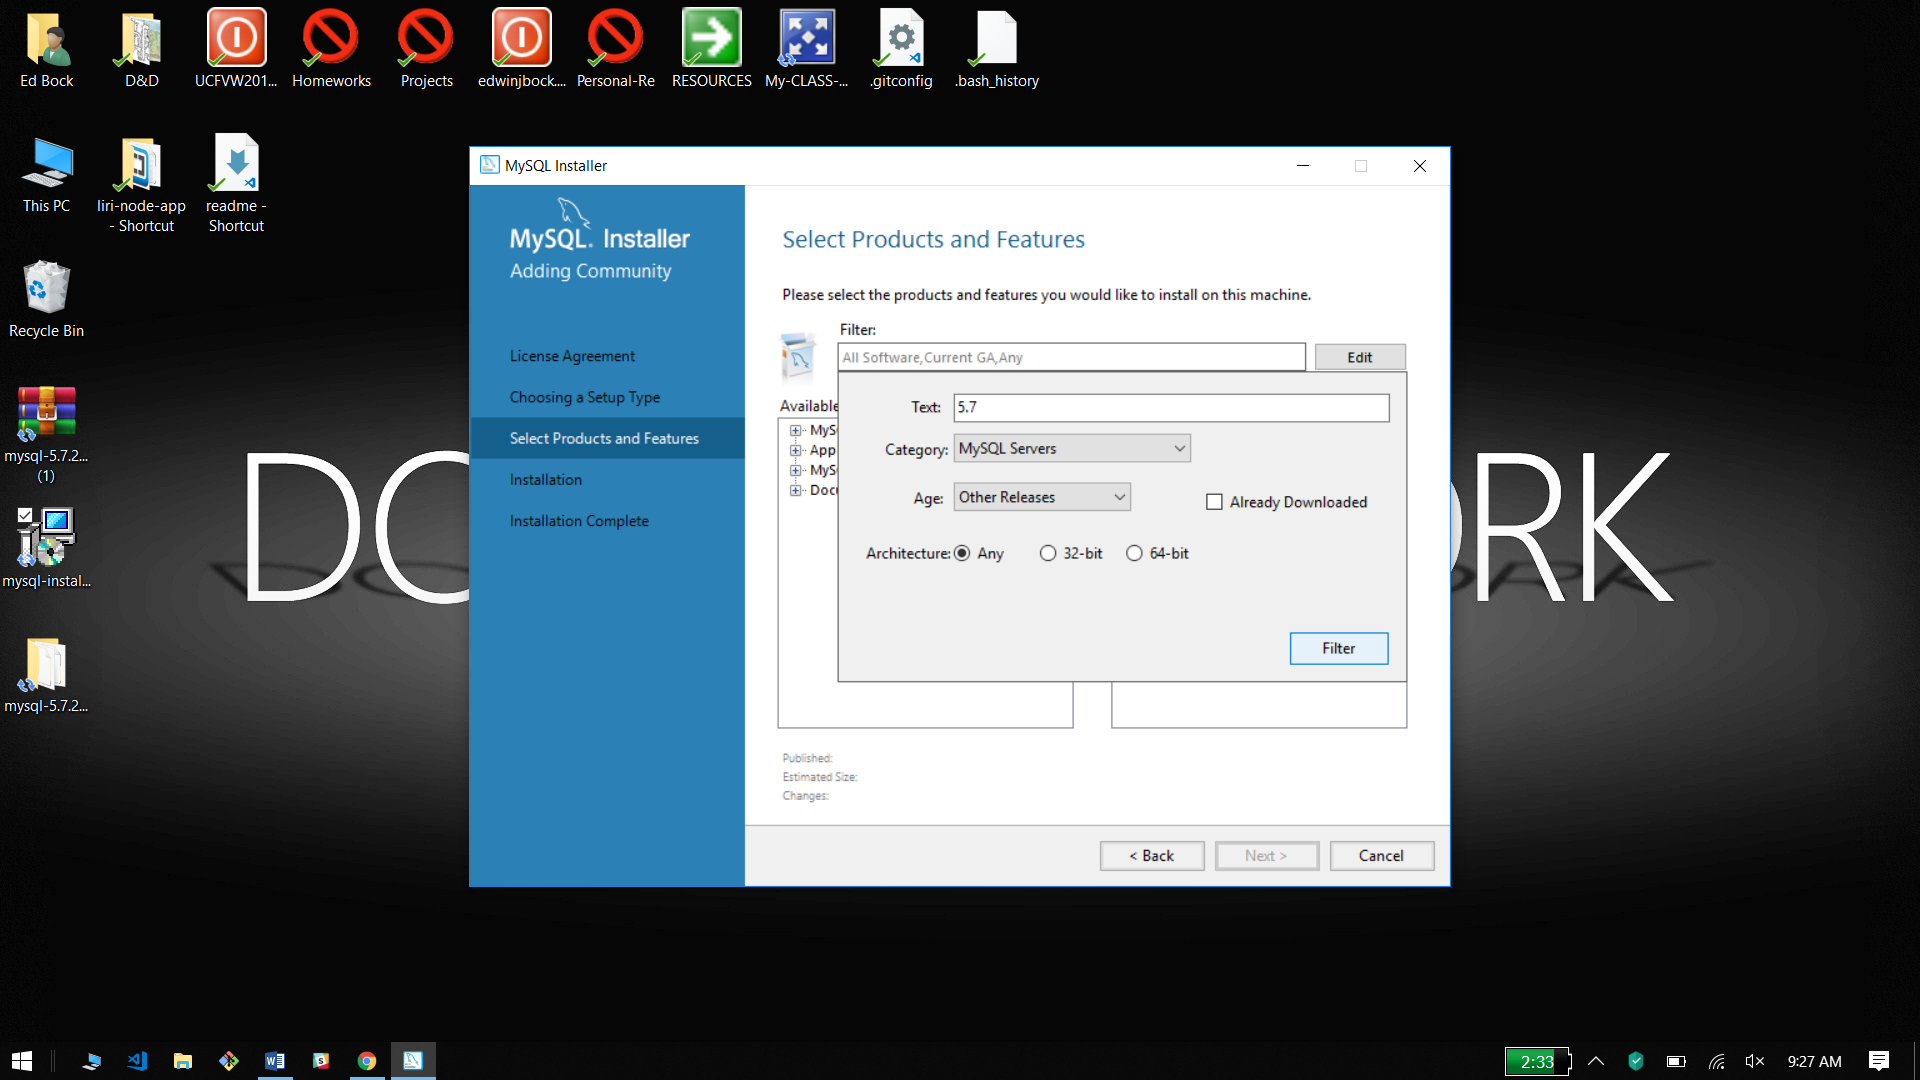 Ed Bock
D&D
UCFVW201...
Homeworks
Projects
edwinjbock....
Personal-Re
RESOURCES
My-CLASS-...
.gitconfig
.bash_history
This PC
liri-node-app
- Shortcut
readme -
Shortcut
Recycle Bin
mysql-5.7.2...
(1)
mysql-instal...
mysql-5.7.2...
DO
ORK
MySQL Installer
MySQL. Installer
Adding Community
License Agreement
Choosing a Setup Type
Select Products and Features
Installation
Installation Complete
Select Products and Features
Please select the products and features you would like to install on this machine.
Filter:
All Software,Current GA,Any
Edit
Available
MyS
App
MyS
Docu
Text: 5.7
Category: MySQL Servers
Age: Other Releases
Already Downloaded
Architecture: Any 32-bit 64-bit
Filter
Published:
Estimated Size:
Changes:
< Back
Next >
Cancel
2:33
9:27 AM